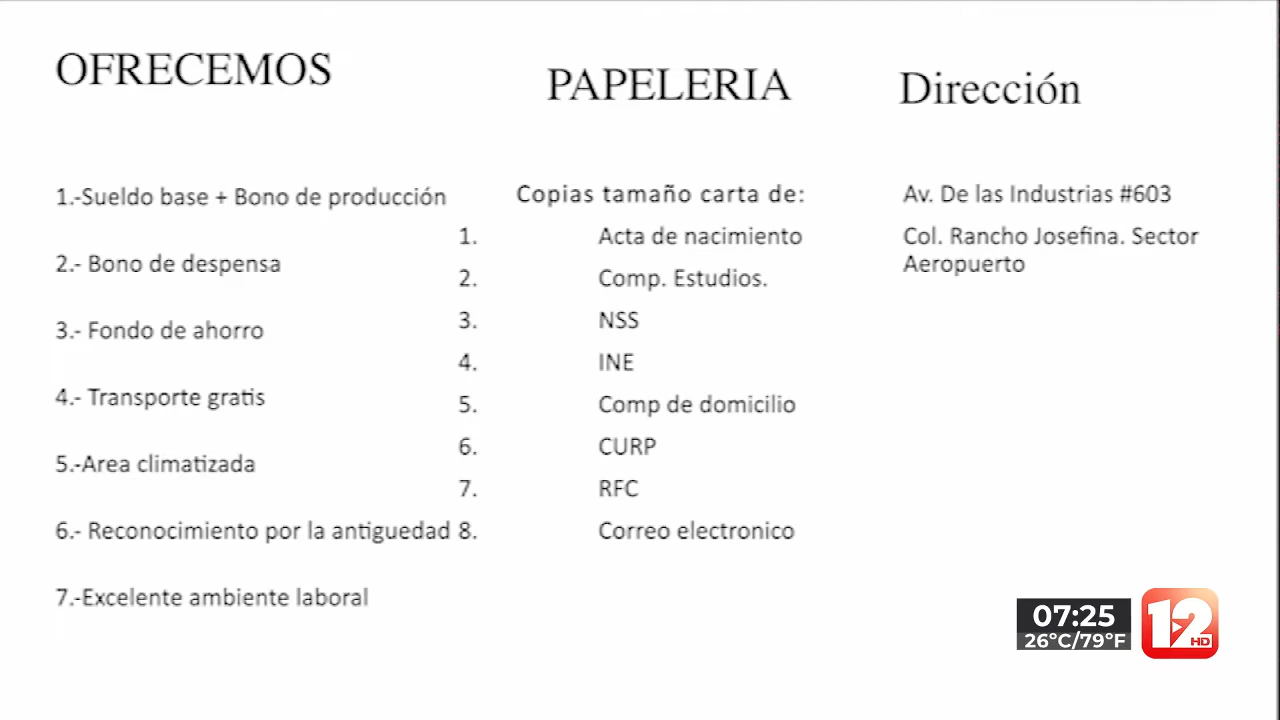 OFRECEMOS
1.-Sueldo base + Bono de producción
2.- Bono de despensa
3.- Fondo de ahorro
4.- Transporte gratis
5.-Area climatizada
6.- Reconocimiento por la antiguedad
7.-Excelente ambiente laboral
PAPELERIA
Copias tamaño carta de:
1. Acta de nacimiento
2. Comp. Estudios.
3. NSS
4. INE
5. Comp de domicilio
6. CURP
7. RFC
8. Correo electronico
Dirección
Av. De las Industrias #603
Col. Rancho Josefina. Sector
Aeropuerto
07:25
26°C/79°F
12
HD